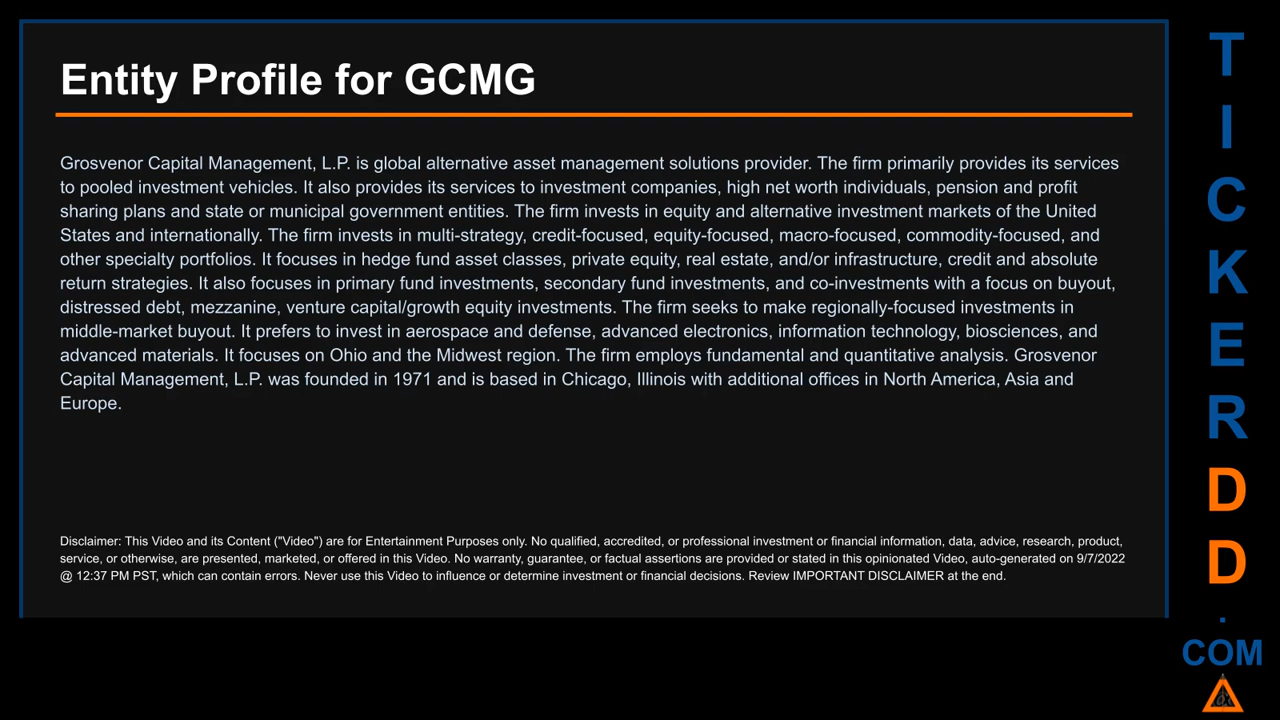 Entity Profile for GCMG
Grosvenor Capital Management, L.P. is global alternative asset management solutions provider. The firm primarily provides its services
to pooled investment vehicles. It also provides its services to investment companies, high net worth individuals, pension and profit
sharing plans and state or municipal government entities. The firm invests in equity and alternative investment markets of the United
States and internationally. The firm invests in multi-strategy, credit-focused, equity-focused, macro-focused, commodity-focused, and
other specialty portfolios. It focuses in hedge fund asset classes, private equity, real estate, and/or infrastructure, credit and absolute
return strategies. It also focuses in primary fund investments, secondary fund investments, and co-investments with a focus on buyout,
distressed debt, mezzanine, venture capital/growth equity investments. The firm seeks to make regionally-focused investments in
middle-market buyout. It prefers to invest in aerospace and defense, advanced electronics, information technology, biosciences, and
advanced materials. It focuses on Ohio and the Midwest region. The firm employs fundamental and quantitative analysis. Grosvenor
Capital Management, L.P. was founded in 1971 and is based in Chicago, Illinois with additional offices in North America, Asia and
Europe.
Disclaimer: This Video and its Content ("Video") are for Entertainment Purposes only. No qualified, accredited, or professional investment or financial information, data, advice, research, product,
service, or otherwise, are presented, marketed, or offered in this Video. No warranty, guarantee, or factual assertions are provided or stated in this opinionated Video, auto-generated on 9/7/2022
@ 12:37 PM PST, which can contain errors. Never use this Video to influence or determine investment or financial decisions. Review IMPORTANT DISCLAIMER at the end.
T
I
C
K
E
R
D
D
.
COM